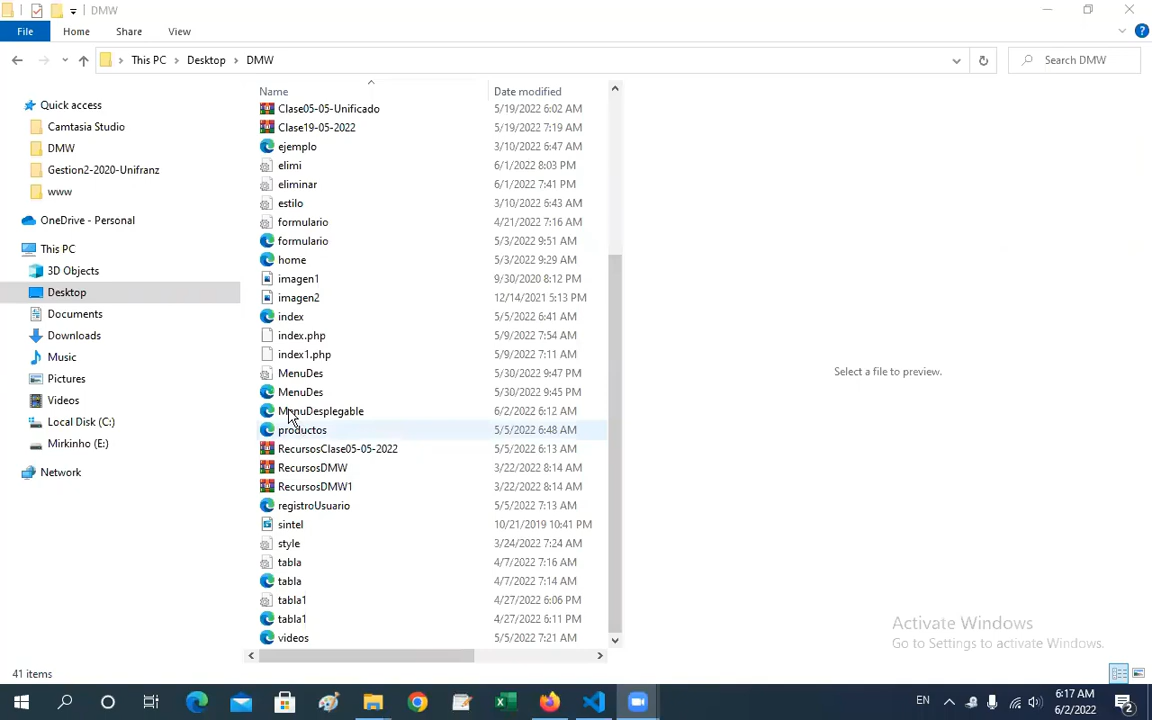 DMW
File Home Share View
This PC Desktop DMW Search DMW
Name Date modified
Quick access
Camtasia Studio
DMW
Gestion2-2020-Unifranz
www
OneDrive - Personal
This PC
3D Objects
Desktop
Documents
Downloads
Music
Pictures
Videos
Local Disk (C:)
Mirkinho (E:)
Network
Clase05-05-Unificado 5/19/2022 6:02 AM
Clase19-05-2022 5/19/2022 7:19 AM
ejemplo 3/10/2022 6:47 AM
elimi 6/1/2022 8:03 PM
eliminar 6/1/2022 7:41 PM
estilo 3/10/2022 6:43 AM
formulario 4/21/2022 7:16 AM
formulario 5/3/2022 9:51 AM
home 5/3/2022 9:29 AM
imagen1 9/30/2020 8:12 PM
imagen2 12/14/2021 5:13 PM
index 5/5/2022 6:41 AM
index.php 5/9/2022 7:54 AM
index1.php 5/9/2022 7:11 AM
MenuDes 5/30/2022 9:47 PM
MenuDes 5/30/2022 9:45 PM
MenuDesplegable 6/2/2022 6:12 AM
productos 5/5/2022 6:48 AM
RecursosClase05-05-2022 5/5/2022 6:13 AM
RecursosDMW 3/22/2022 8:14 AM
RecursosDMW1 3/22/2022 8:14 AM
registroUsuario 5/5/2022 7:13 AM
sintel 10/21/2019 10:41 PM
style 3/24/2022 7:24 AM
tabla 4/7/2022 7:16 AM
tabla 4/7/2022 7:14 AM
tabla1 4/27/2022 6:06 PM
tabla1 4/27/2022 6:11 PM
videos 5/5/2022 7:21 AM
Select a file to preview.
Activate Windows
Go to Settings to activate Windows.
41 items
EN
6:17 AM
6/2/2022
2